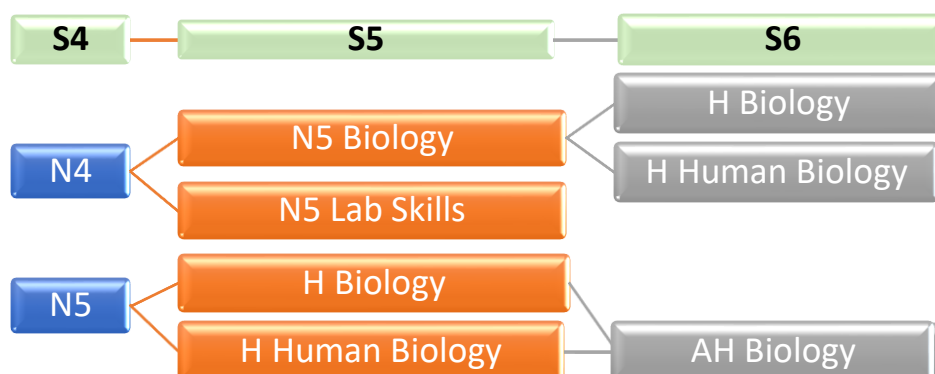 S4
S5
S6
N4
N5 Biology
H Biology
H Human Biology
N5 Lab Skills
N5
H Biology
H Human Biology
AH Biology